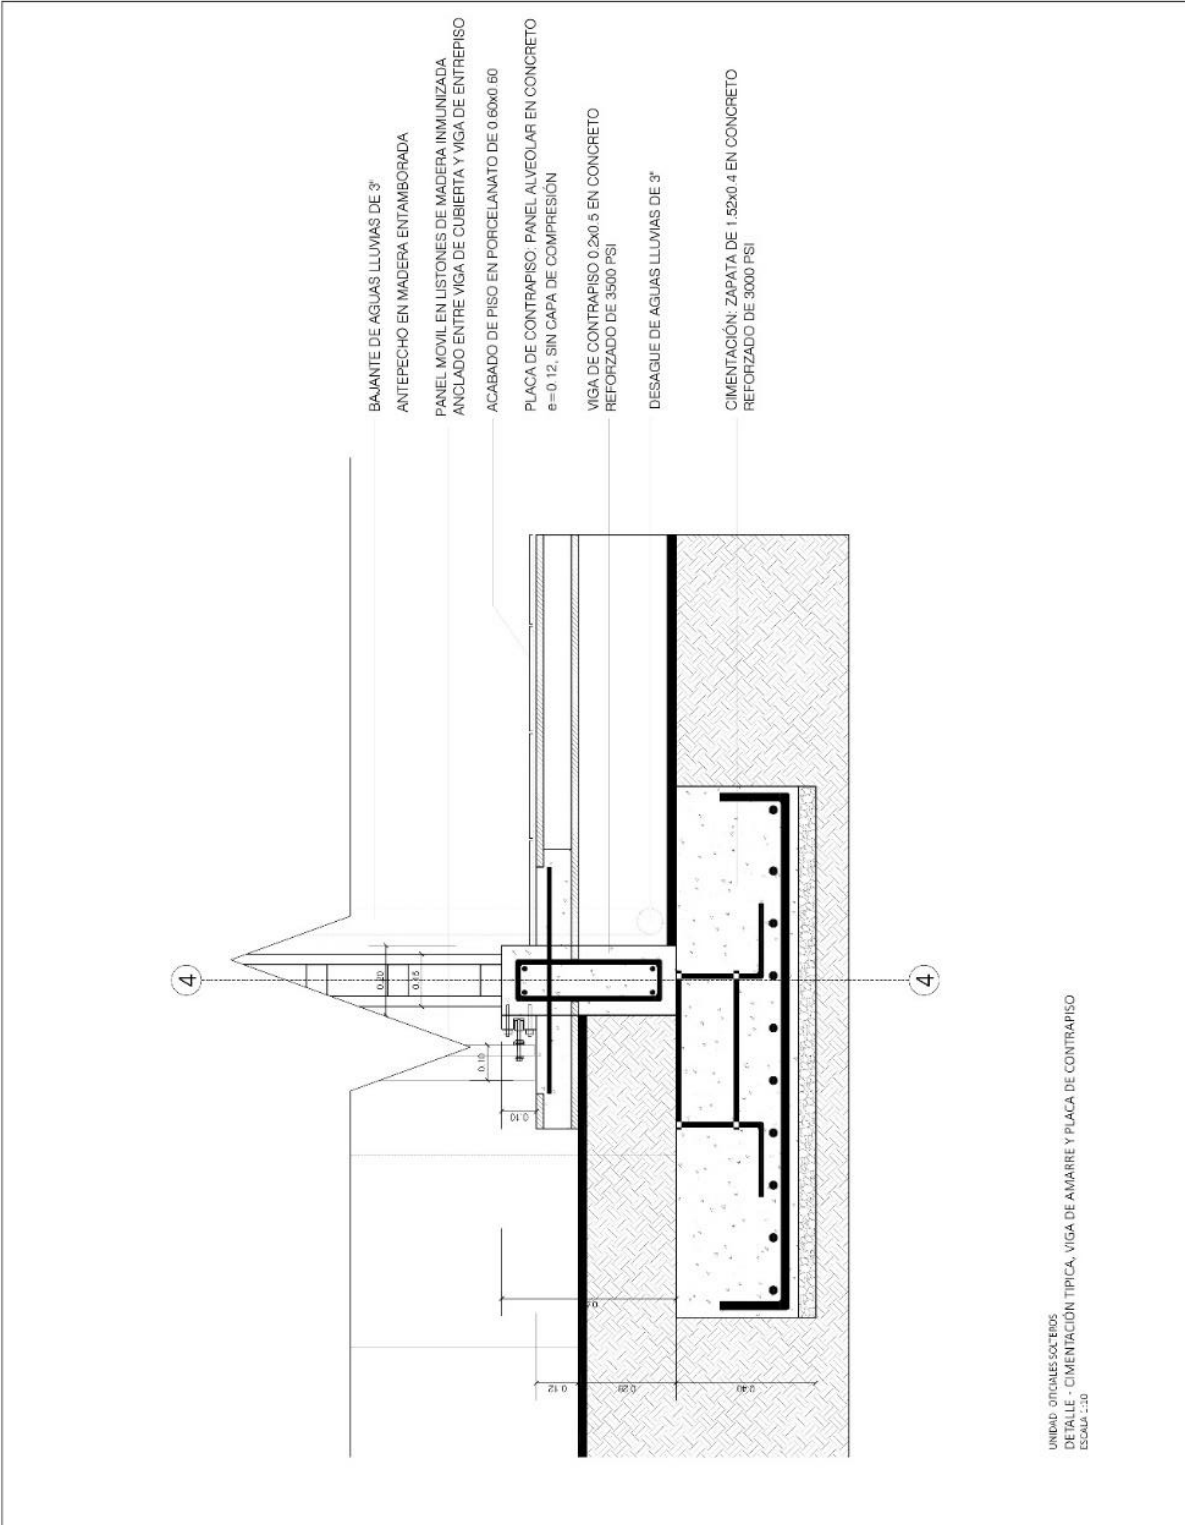 BAJANTE DE AGUAS LLUVIAS DE 3"
ANTEPECHO EN MADERA ENTAMBORADA
PANEL MOVIL EN LISTONES DE MADERA INMUNIZADA
ANCLADO ENTRE VIGA DE CUBIERTA Y VIGA DE ENTREPISO
ACABADO DE PISO EN PORCELANATO DE 0.60x0.60
PLACA DE CONTRAPISO: PANEL ALVEOLAR EN CONCRETO
e=0.12, SIN CAPA DE COMPRESIÓN
VIGA DE CONTRAPISO 0.2x0.5 EN CONCRETO
REFORZADO DE 3500 PSI
DESAGUE DE AGUAS LLUVIAS DE 3"
CIMENTACIÓN: ZAPATA DE 1.52x0.4 EN CONCRETO
REFORZADO DE 3000 PSI
4
0.20
0.15
0.10
0.10
0.12
0.28
0.40
4
UNIDAD OFICIALES SOLTEROS
DETALLE - CIMENTACIÓN TIPICA, VIGA DE AMARRE Y PLACA DE CONTRAPISO
ESCALA 1:10